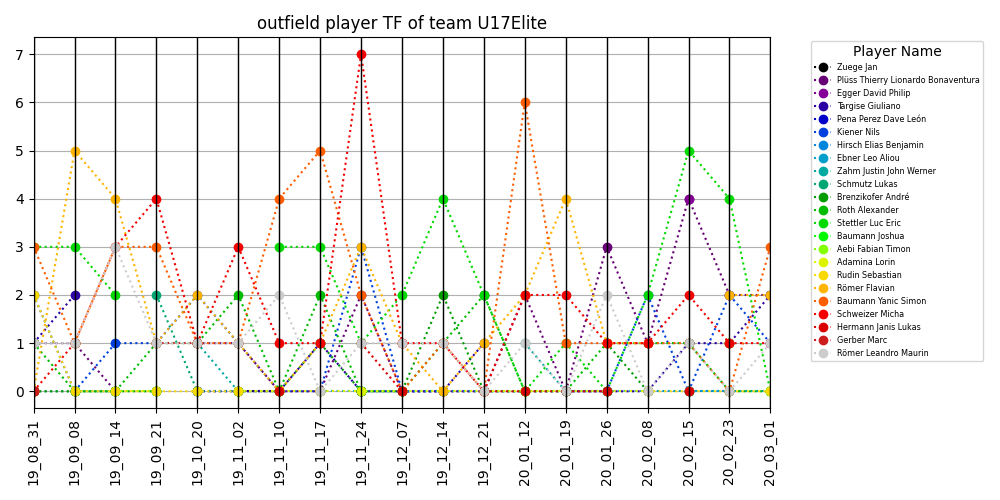 outfield player TF of team U17Elite
7
6
5
4
3
2
1
0
19_08_31
19_09_08
19_09_14
19_09_21
19_10_20
19_11_02
19_11_10
19_11_17
19_11_24
19_12_07
19_12_14
19_12_21
20_01_12
20_01_19
20_01_26
20_02_08
20_02_15
20_02_23
20_03_01
Player Name
Zuege Jan
Plüss Thierry Lionardo Bonaventura
Egger David Philip
Targise Giuliano
Pena Perez Dave León
Kiener Nils
Hirsch Elias Benjamin
Ebner Leo Aliou
Zahm Justin John Werner
Schmutz Lukas
Brenzikofer André
Roth Alexander
Stettler Luc Eric
Baumann Joshua
Aebi Fabian Timon
Adamina Lorin
Rudin Sebastian
Römer Flavian
Baumann Yanic Simon
Schweizer Micha
Hermann Janis Lukas
Gerber Marc
Römer Leandro Maurin